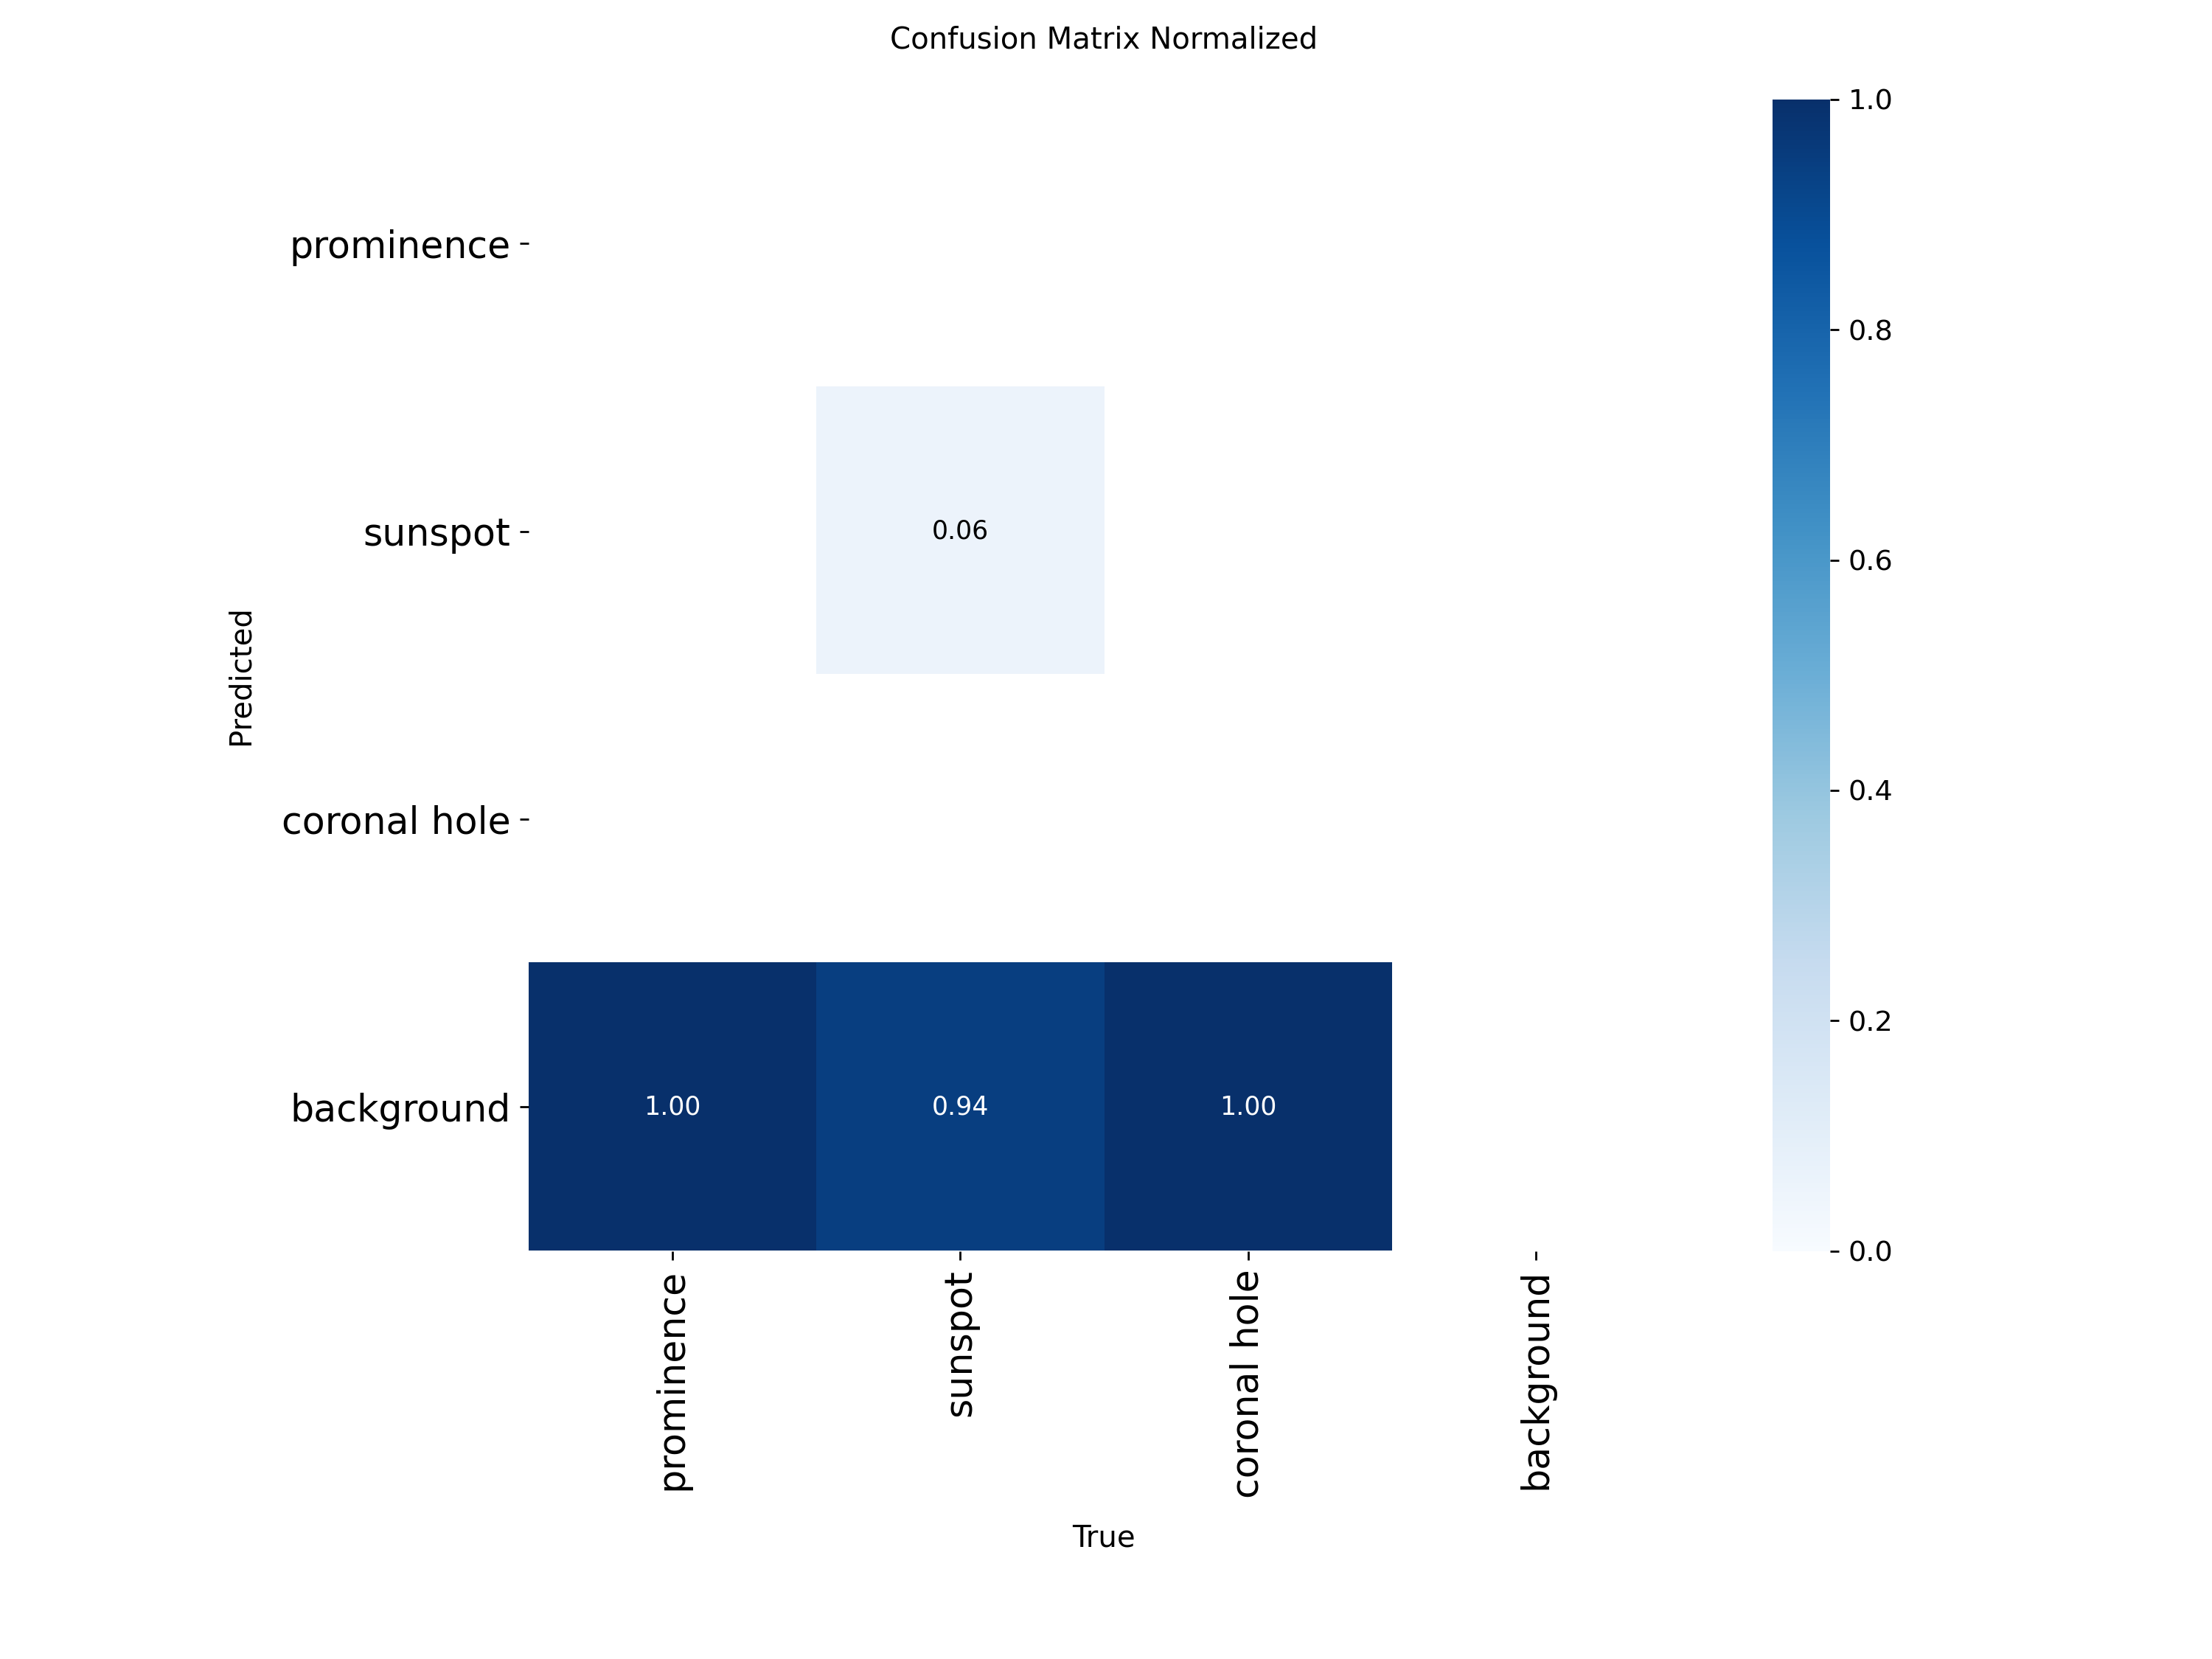 Confusion Matrix Normalized
1.0
prominence
0.8
sunspot
0.06
0.6
Predicted
0.4
coronal hole
0.2
background
1.00
0.94
1.00
0.0
prominence
sunspot
coronal hole
background
True